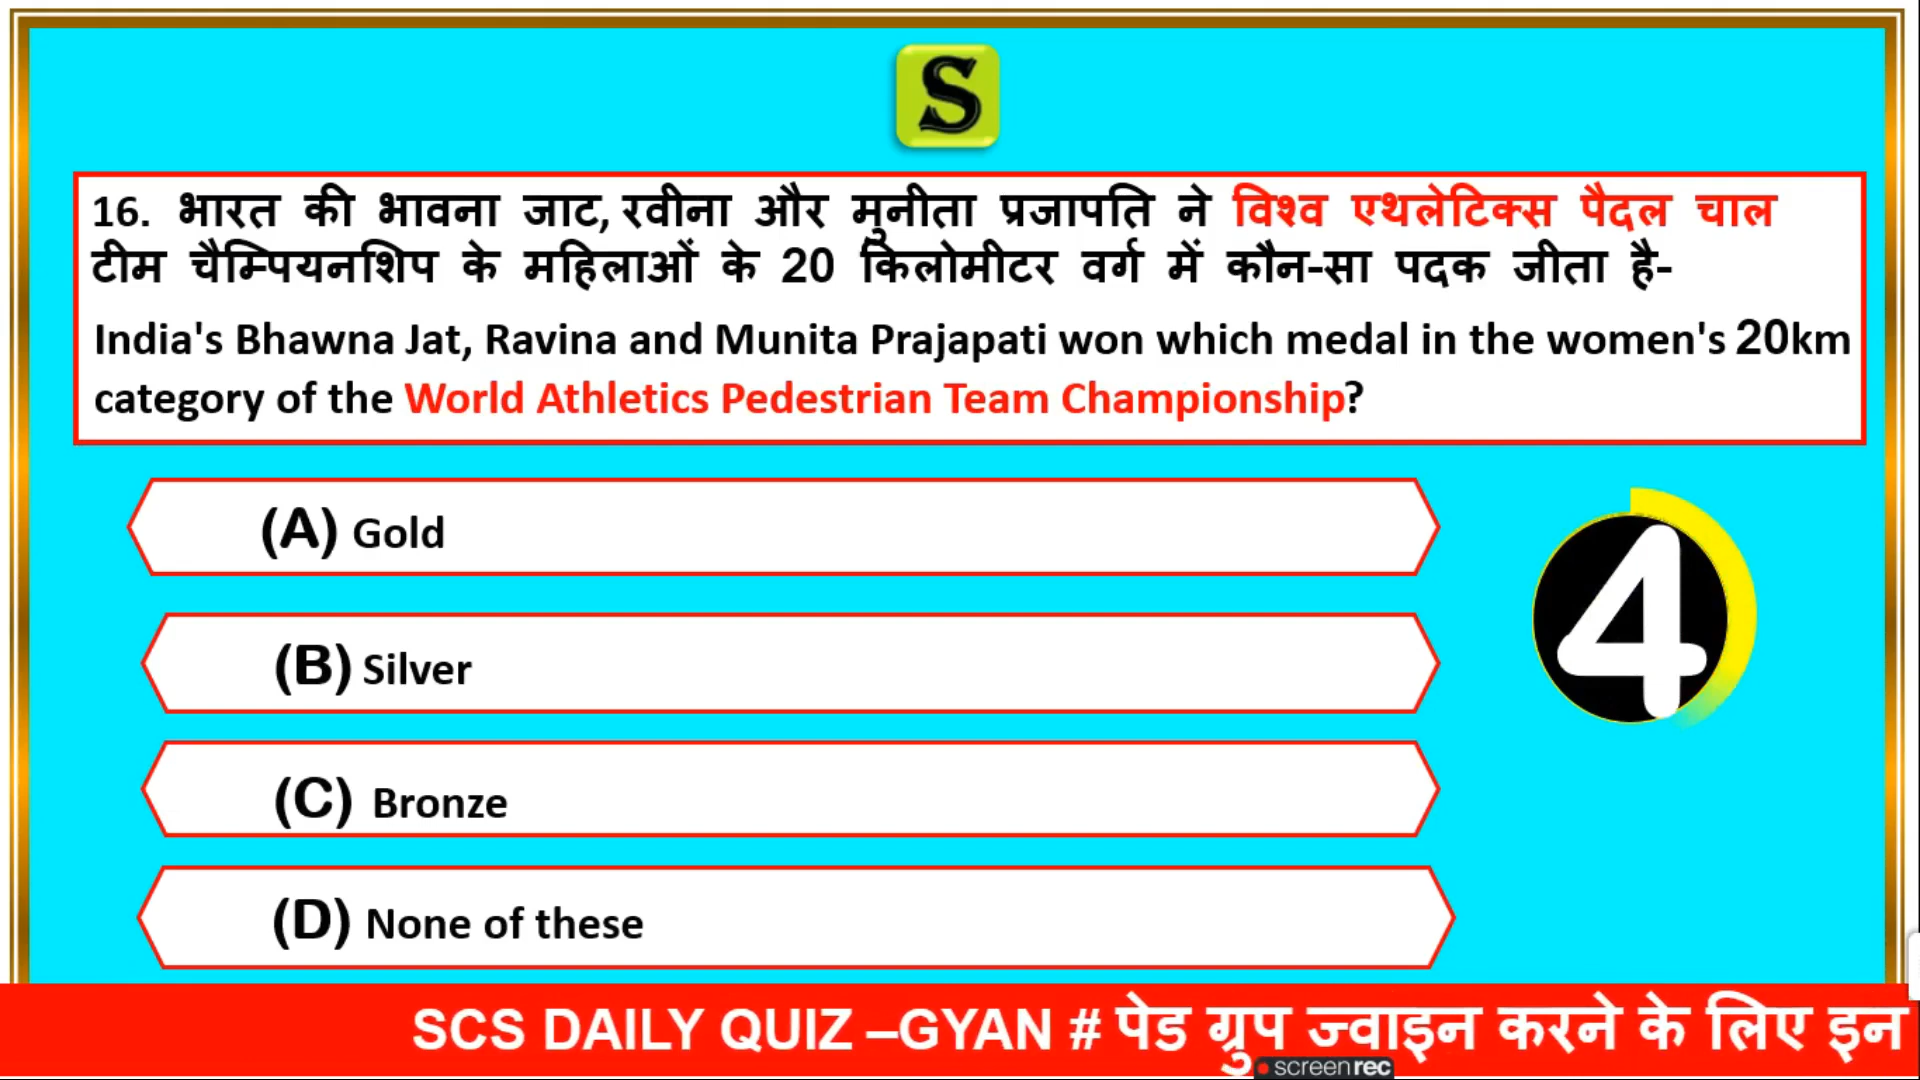 S
16. भारत की भावना जाट, रवीना और मुनीता प्रजापति ने विश्व एथलेटिक्स पैदल चाल
टीम चैम्पियनशिप के महिलाओं के 20 किलोमीटर वर्ग में कौन-सा पदक जीता है-
India's Bhawna Jat, Ravina and Munita Prajapati won which medal in the women's 20km
category of the World Athletics Pedestrian Team Championship?
(A) Gold
4
(B) Silver
(C) Bronze
(D) None of these
SCS DAILY QUIZ –GYAN # पेड ग्रुप ज्वाइन करने के लिए इन
screenrec